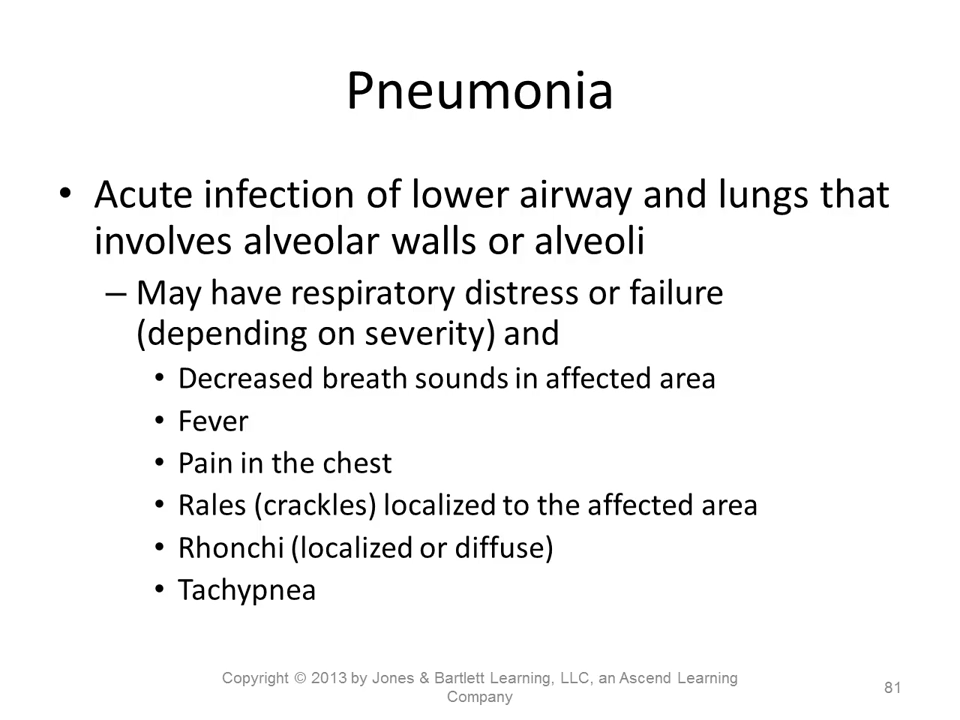 Pneumonia
• Acute infection of lower airway and lungs that
involves alveolar walls or alveoli
– May have respiratory distress or failure
(depending on severity) and
• Decreased breath sounds in affected area
• Fever
• Pain in the chest
• Rales (crackles) localized to the affected area
• Rhonchi (localized or diffuse)
• Tachypnea
Copyright © 2013 by Jones & Bartlett Learning, LLC, an Ascend Learning
Company
81